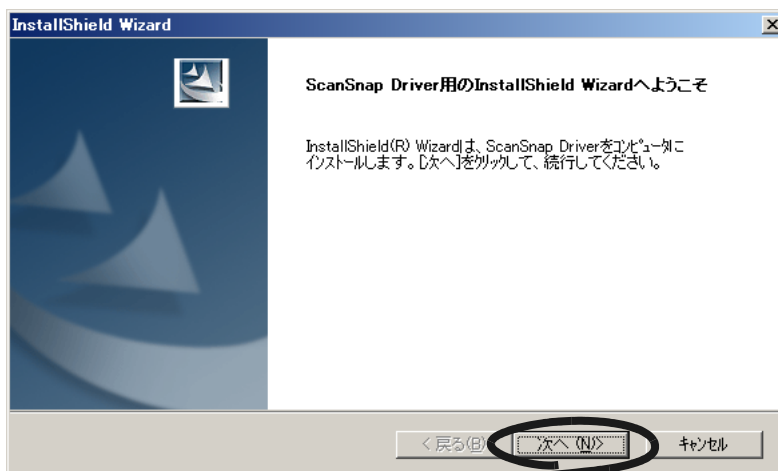 InstallShield Wizard
ScanSnap Driver用のInstallShield Wizardへようこそ
InstallShield(R) Wizardは、ScanSnap Driverをコンピュータに
インストールします。[次へ]をクリックして、続行してください。
< 戻る(B) 次へ (N)> キャンセル